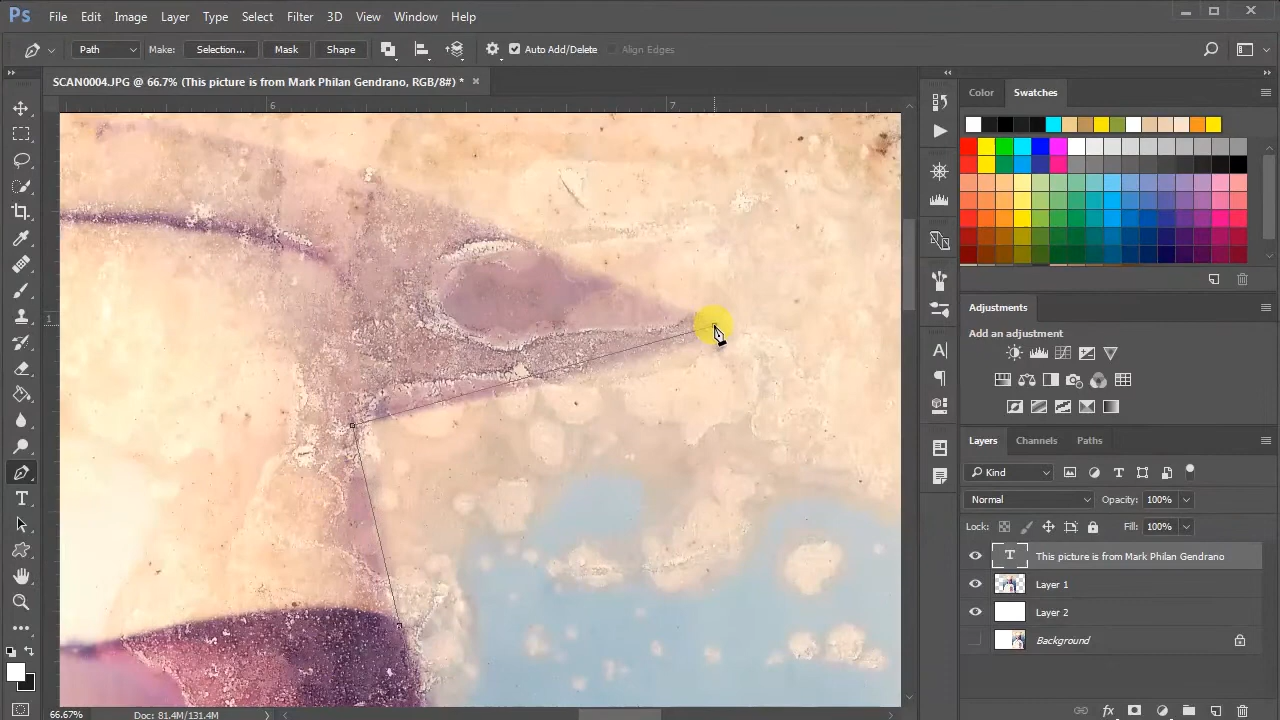 Ps File Edit Image Layer Type Select Filter 3D View Window Help
Path Make: Selection... Mask Shape Auto Add/Delete Align Edges
SCAN0004.JPG @ 66.7% (This picture is from Mark Philan Gendrano, RGB/8#) *
6 7
1
Color Swatches
Adjustments
Add an adjustment
Layers Channels Paths
Kind
Normal Opacity: 100%
Lock: Fill: 100%
This picture is from Mark Philan Gendrano
Layer 1
Layer 2
Background
66.67% Doc: 81.4M/131.4M